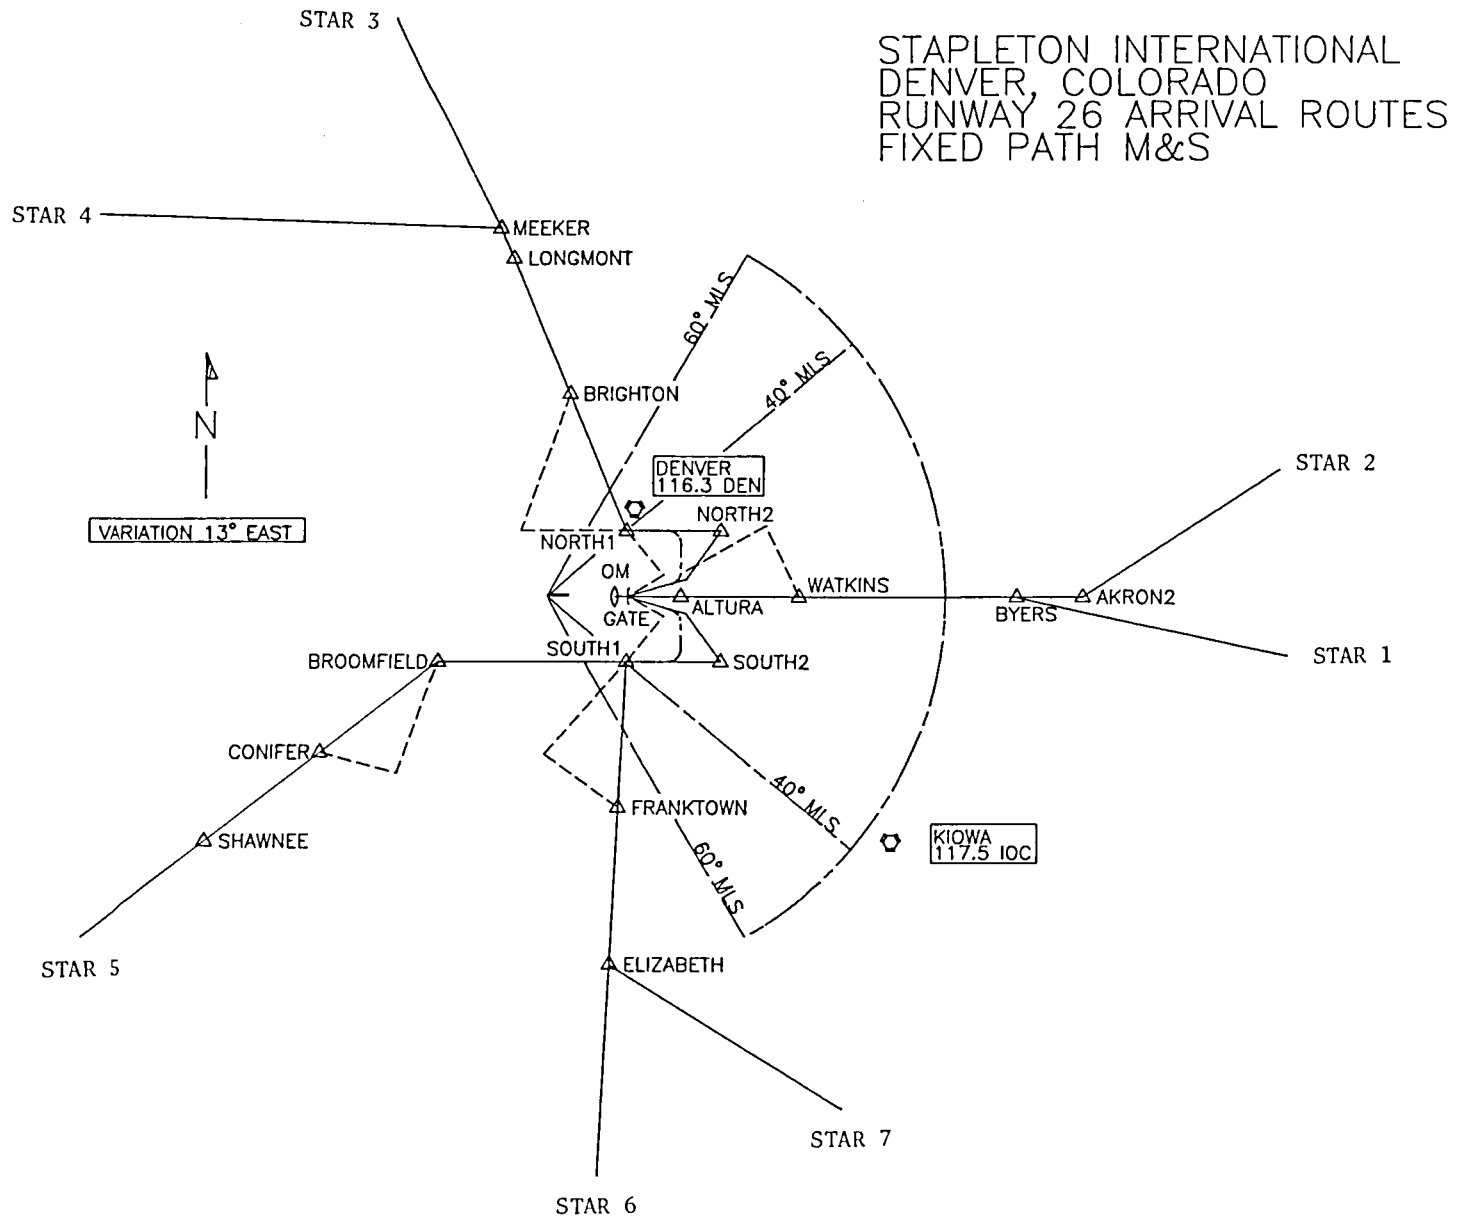 STAR 3
STAPLETON INTERNATIONAL
DENVER, COLORADO
RUNWAY 26 ARRIVAL ROUTES
FIXED PATH M&S
STAR 4
MEEKER
LONGMONT
60° MLS
40° MLS
BRIGHTON
N
VARIATION 13° EAST
DENVER
116.3 DEN
STAR 2
NORTH1
NORTH2
OM
GATE
ALTURA
WATKINS
BYERS
AKRON2
STAR 1
BROOMFIELD
SOUTH1
SOUTH2
CONIFER
FRANKTOWN
40° MLS
60° MLS
SHAWNEE
KIOWA
117.5 IOC
STAR 5
ELIZABETH
STAR 7
STAR 6